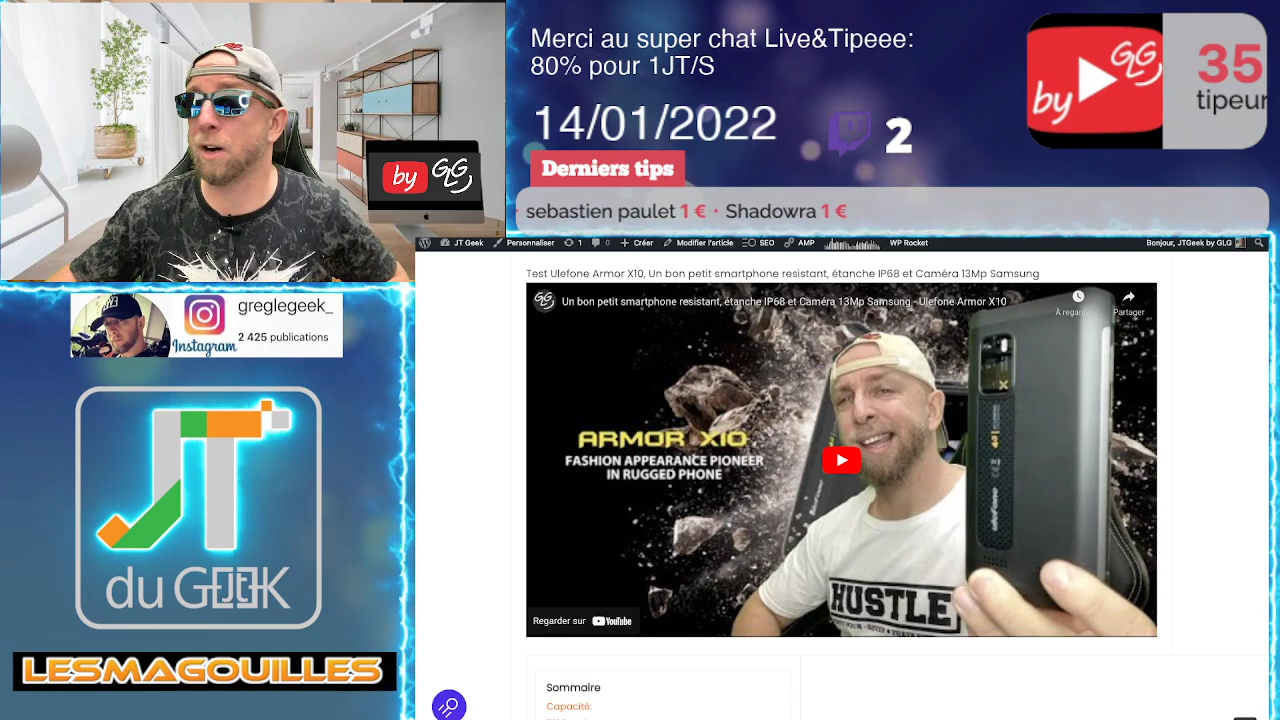 Merci au super chat Live&Tipeee:
80% pour 1JT/S
14/01/2022
2
by GLG
35
tipeur
Derniers tips
sebastien paulet 1 € · Shadowra 1 €
by GLG
JT Geek Personnaliser 1 0 Créer Modifier l'article SEO AMP WP Rocket Bonjour, JTGeek by GLG
Test Ulefone Armor X10, Un bon petit smartphone resistant, étanche IP68 et Caméra 13Mp Samsung
Un bon petit smartphone resistant, étanche IP68 et Caméra 13Mp Samsung - Ulefone Armor X10
À regarder
Partager
ARMOR X10
FASHION APPEARANCE PIONEER
IN RUGGED PHONE
HUSTLE
Regarder sur YouTube
greglegeek_
2 425 publications
Instagram
JT
du GEEK
LESMAGOUILLES
Sommaire
Capacité: